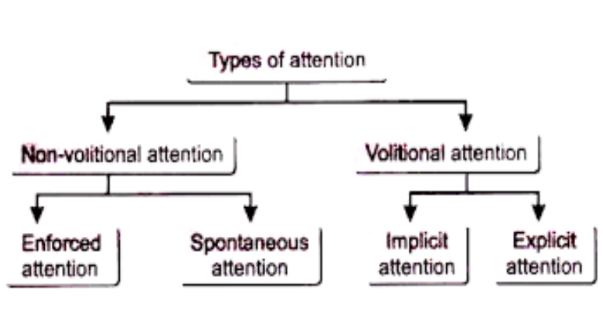 Types of attention
Non-volitional attention
Volitional attention
Enforced
attention
Spontaneous
attention
Implicit
attention
Explicit
attention